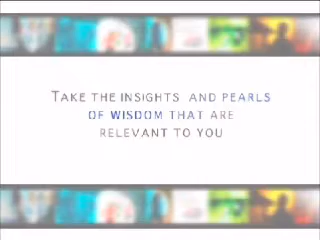 TAKE THE INSIGHTS AND PEARLS
OF WISDOM THAT ARE
RELEVANT TO YOU